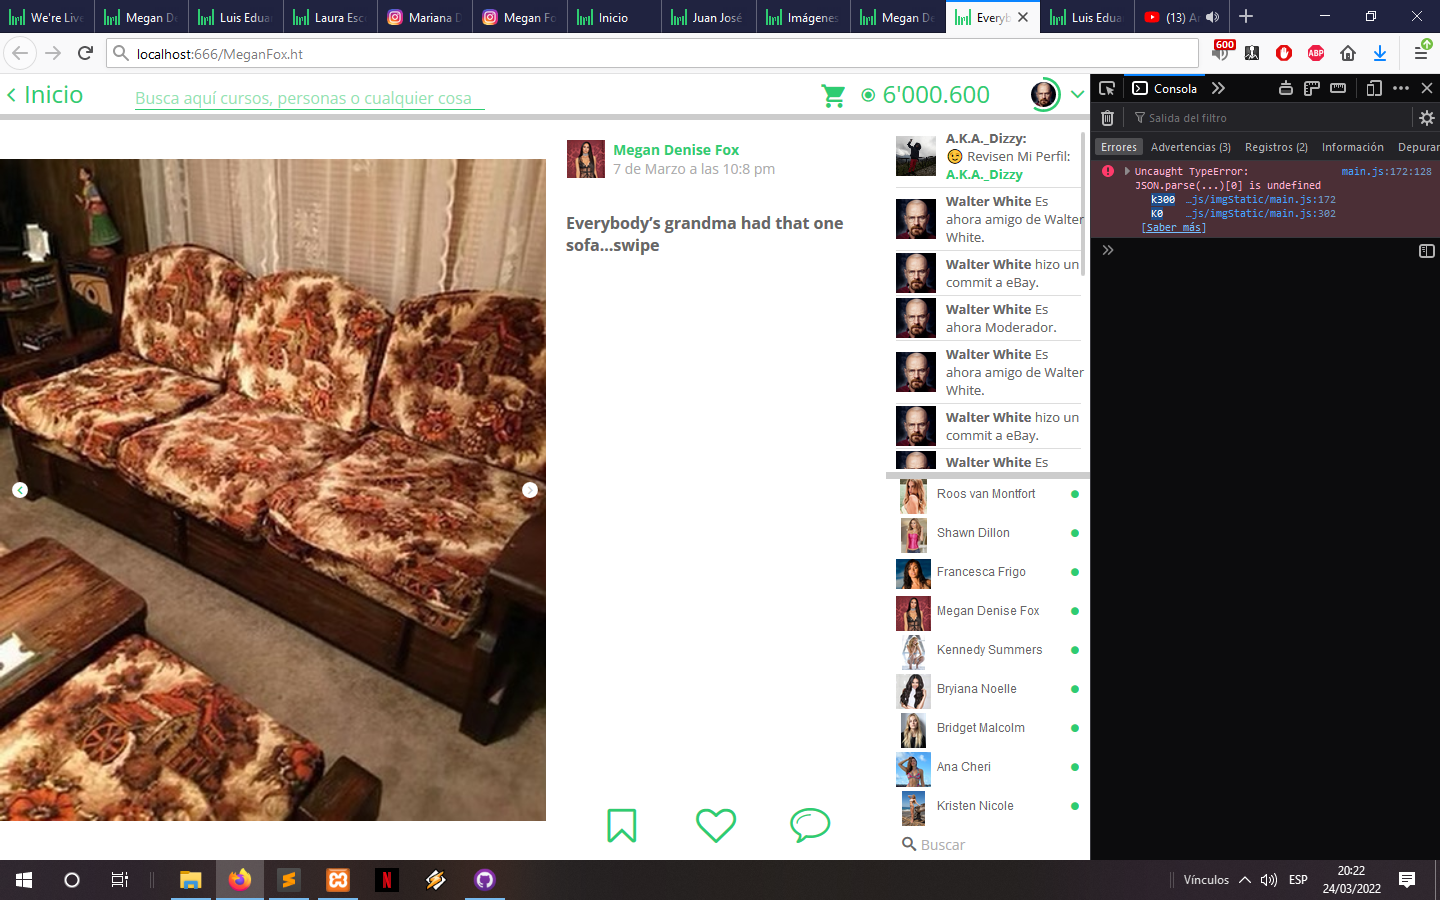 We're Live
Megan De
Luis Eduar
Laura Esco
Mariana D
Megan Fo
Inicio
Juan José
Imágenes
Megan De
Everyb
Luis Eduar
(13) Ar
localhost:666/MeganFox.ht
600
ABP
Inicio
Busca aquí cursos, personas o cualquier cosa
6'000.600
Megan Denise Fox
7 de Marzo a las 10:8 pm
Everybody's grandma had that one
sofa...swipe
A.K.A._Dizzy:
😉 Revisen Mi Perfil:
A.K.A._Dizzy
Walter White Es
ahora amigo de Walter
White.
Walter White hizo un
commit a eBay.
Walter White Es
ahora Moderador.
Walter White Es
ahora amigo de Walter
White.
Walter White hizo un
commit a eBay.
Walter White Es
Roos van Montfort
Shawn Dillon
Francesca Frigo
Megan Denise Fox
Kennedy Summers
Bryiana Noelle
Bridget Malcolm
Ana Cheri
Kristen Nicole
Buscar
Consola
Salida del filtro
Errores Advertencias (3) Registros (2) Información Depurar
Uncaught TypeError: main.js:172:128
JSON.parse(...)[0] is undefined
k300 …js/imgStatic/main.js:172
K0 …js/imgStatic/main.js:302
[Saber más]
N
Vínculos
ESP
20:22
24/03/2022